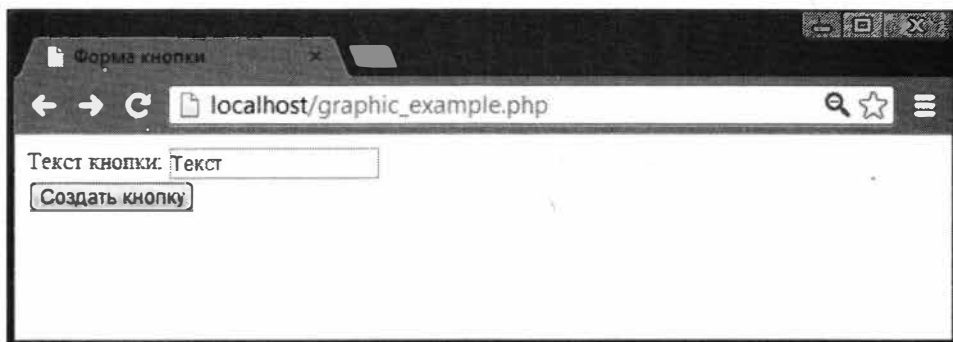 Форма кнопки
localhost/graphic_example.php
Текст кнопки: Текст
Создать кнопку